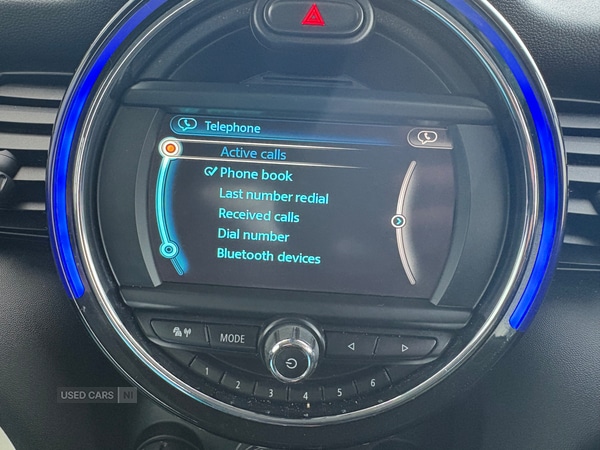 Telephone
Active calls
Phone book
Last number redial
Received calls
Dial number
Bluetooth devices
MODE
1 2 3 4 5 6
USED CARS NI